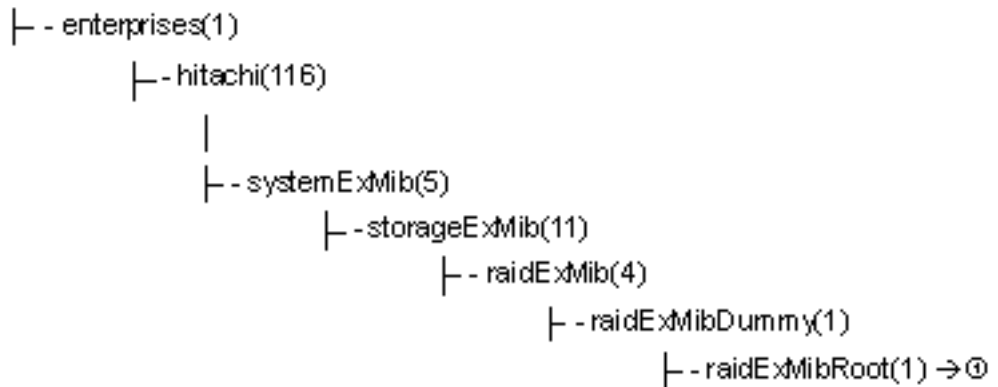 ├ - enterprises(1)
├ - hitachi(116)
|
├ - systemExMib(5)
├ - storageExMib(11)
├ - raidExMib(4)
├ - raidExMibDummy(1)
├ - raidExMibRoot(1) → ①